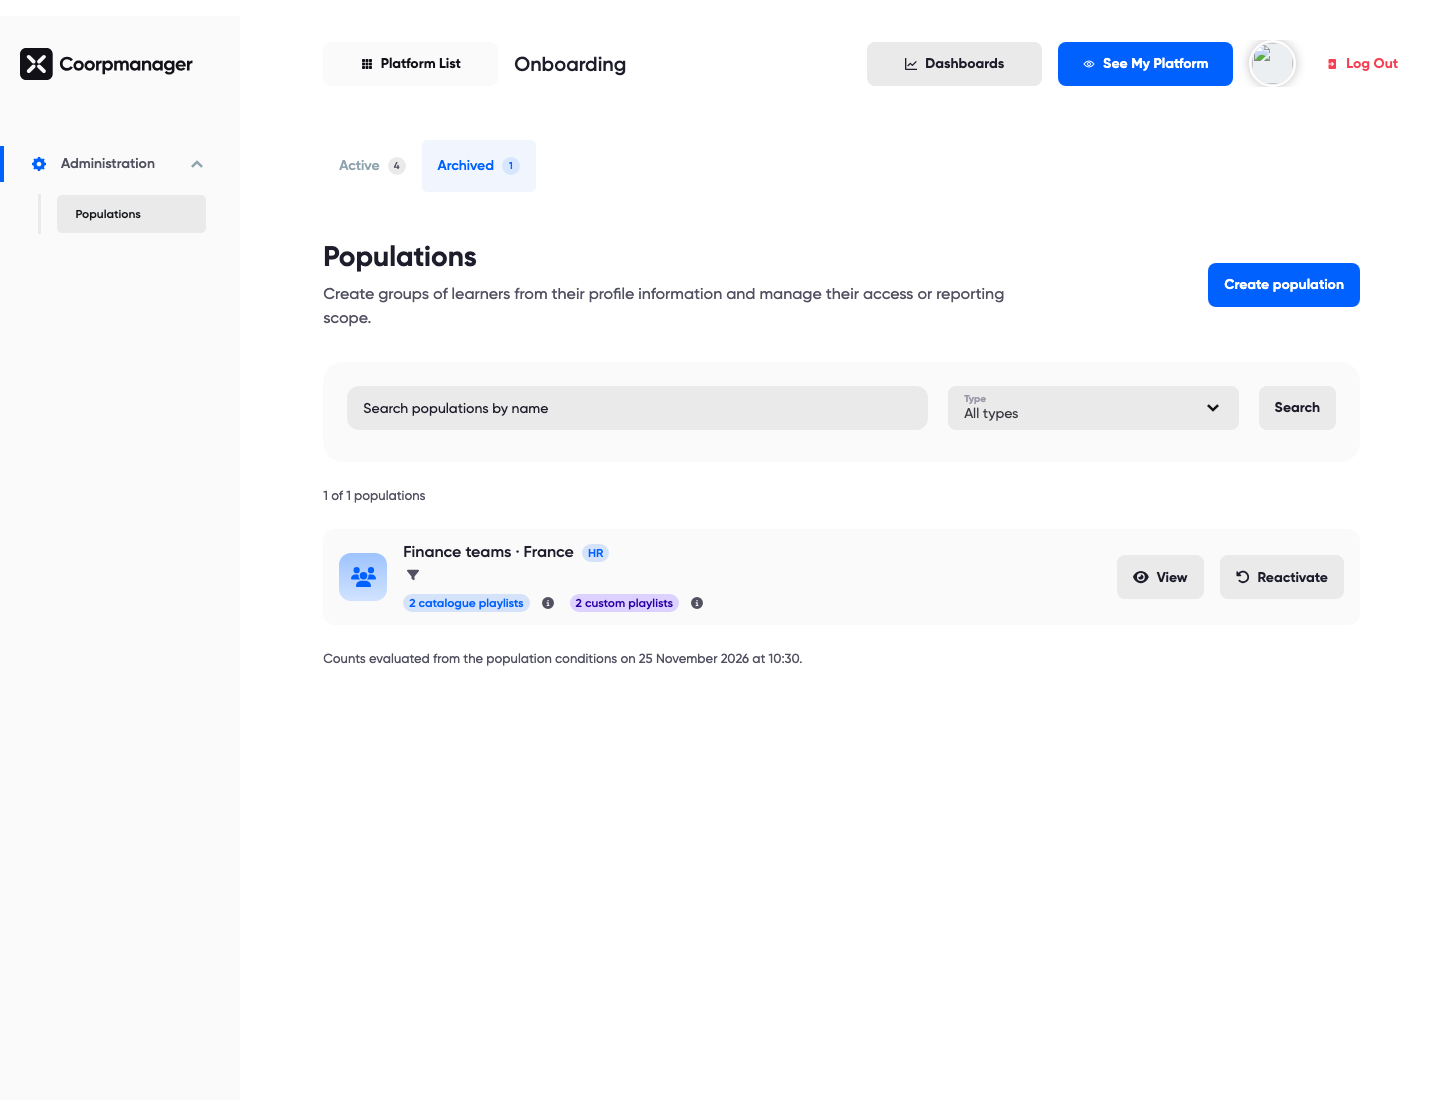 Coorpmanager
Platform List
Onboarding
Dashboards
See My Platform
Log Out
Administration
Populations
Active 4
Archived 1
Populations
Create groups of learners from their profile information and manage their access or reporting
scope.
Create population
Search populations by name
Type
All types
Search
1 of 1 populations
Finance teams · France HR
2 catalogue playlists
2 custom playlists
View
Reactivate
Counts evaluated from the population conditions on 25 November 2026 at 10:30.